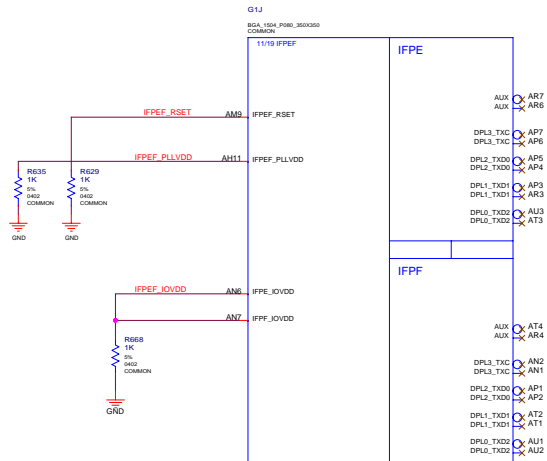 G1J
BGA_1504_P080_350X350
COMMON
11/19 IFPEF
IFPE
AUX AR7
AUX AR6
IFPEF_RSET AM9 IFPEF_RSET
DPL3_TXC AP7
DPL3_TXC AP6
IFPEF_PLLVDD AH11 IFPEF_PLLVDD
DPL2_TXD0 AP5
DPL2_TXD0 AP4
R635 R629
1K 1K
5% 5%
0402 0402
COMMON COMMON
DPL1_TXD1 AP3
DPL1_TXD1 AR3
DPL0_TXD2 AU3
DPL0_TXD2 AT3
GND GND
IFPF
IFPEF_IOVDD AN6 IFPE_IOVDD
AN7 IFPF_IOVDD
AUX AT4
AUX AR4
R668
1K
5%
0402
COMMON
DPL3_TXC AN2
DPL3_TXC AN1
DPL2_TXD0 AP1
DPL2_TXD0 AP2
GND
DPL1_TXD1 AT2
DPL1_TXD1 AT1
DPL0_TXD2 AU1
DPL0_TXD2 AU2